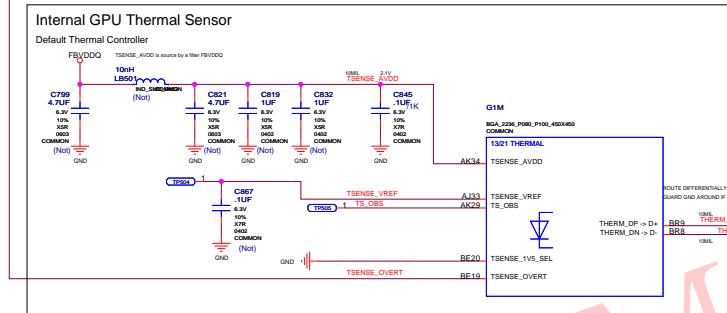 Internal GPU Thermal Sensor
Default Thermal Controller
FBVDDQ
TSENSE_AVDD is source by a filter FBVDDQ
10nH
LB501
(Not)
10MIL 2.1V
TSENSE_AVDD
C799
4.7UF
6.3V
10%
X5R
0603
COMMON
(Not)
GND
C821
4.7UF
6.3V
10%
X5R
0603
COMMON
(Not)
GND
C819
1UF
6.3V
10%
X5R
0402
COMMON
(Not)
GND
C832
1UF
6.3V
10%
X5R
0402
COMMON
(Not)
GND
C845
.1UF
6.3V
10%
X7R
0402
COMMON
GND
G1M
BGA_2236_P080_P100_450X450
COMMON
13/21 THERMAL
AK34 TSENSE_AVDD
TP504 1
C867
.1UF
6.3V
10%
X7R
0402
COMMON
(Not)
GND
TSENSE_VREF AJ33 TSENSE_VREF
TP505 1 TS_OBS AK29 TS_OBS
ROUTE DIFFERENTIALLY
GUARD GND AROUND IF
10MIL
THERM_DP -> D+ BR9 THERM_
THERM_DN -> D- BR8 TH
10MIL
GND BE20 TSENSE_1V5_SEL
TSENSE_OVERT BE19 TSENSE_OVERT